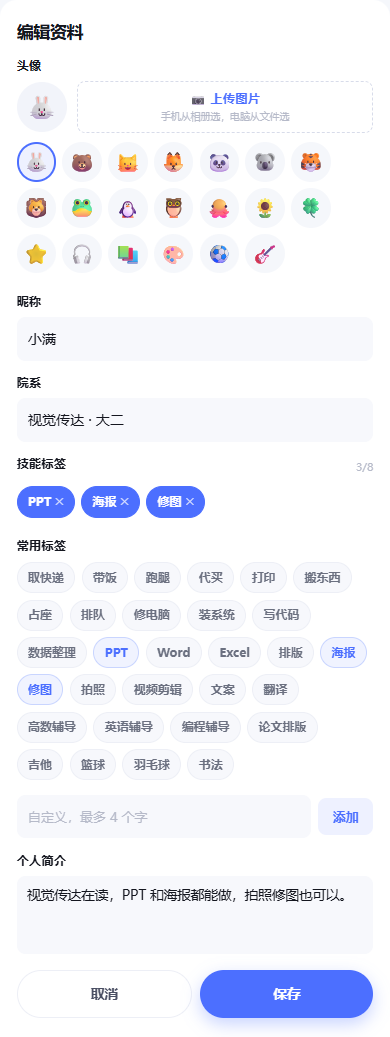 编辑资料
头像
上传图片
手机从相册选，电脑从文件选
昵称
小满
院系
视觉传达 · 大二
技能标签 3/8
PPT × 海报 × 修图 ×
常用标签
取快递 带饭 跑腿 代买 打印 搬东西
占座 排队 修电脑 装系统 写代码
数据整理 PPT Word Excel 排版 海报
修图 拍照 视频剪辑 文案 翻译
高数辅导 英语辅导 编程辅导 论文排版
吉他 篮球 羽毛球 书法
自定义，最多 4 个字 添加
个人简介
视觉传达在读，PPT 和海报都能做，拍照修图也可以。
取消 保存